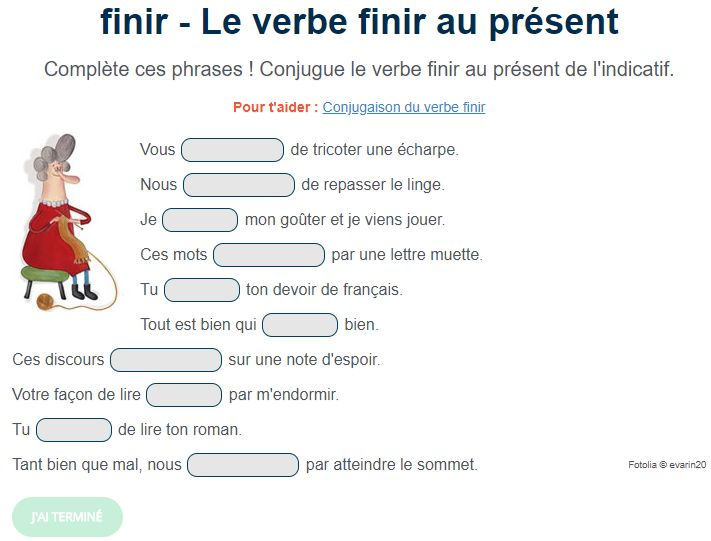 finir - Le verbe finir au présent
Complète ces phrases ! Conjugue le verbe finir au présent de l'indicatif.
Pour t'aider : Conjugaison du verbe finir
Vous de tricoter une écharpe.
Nous de repasser le linge.
Je mon goûter et je viens jouer.
Ces mots par une lettre muette.
Tu ton devoir de français.
Tout est bien qui bien.
Ces discours sur une note d'espoir.
Votre façon de lire par m'endormir.
Tu de lire ton roman.
Tant bien que mal, nous par atteindre le sommet.
Fotolia © evarin20
J'AI TERMINÉ